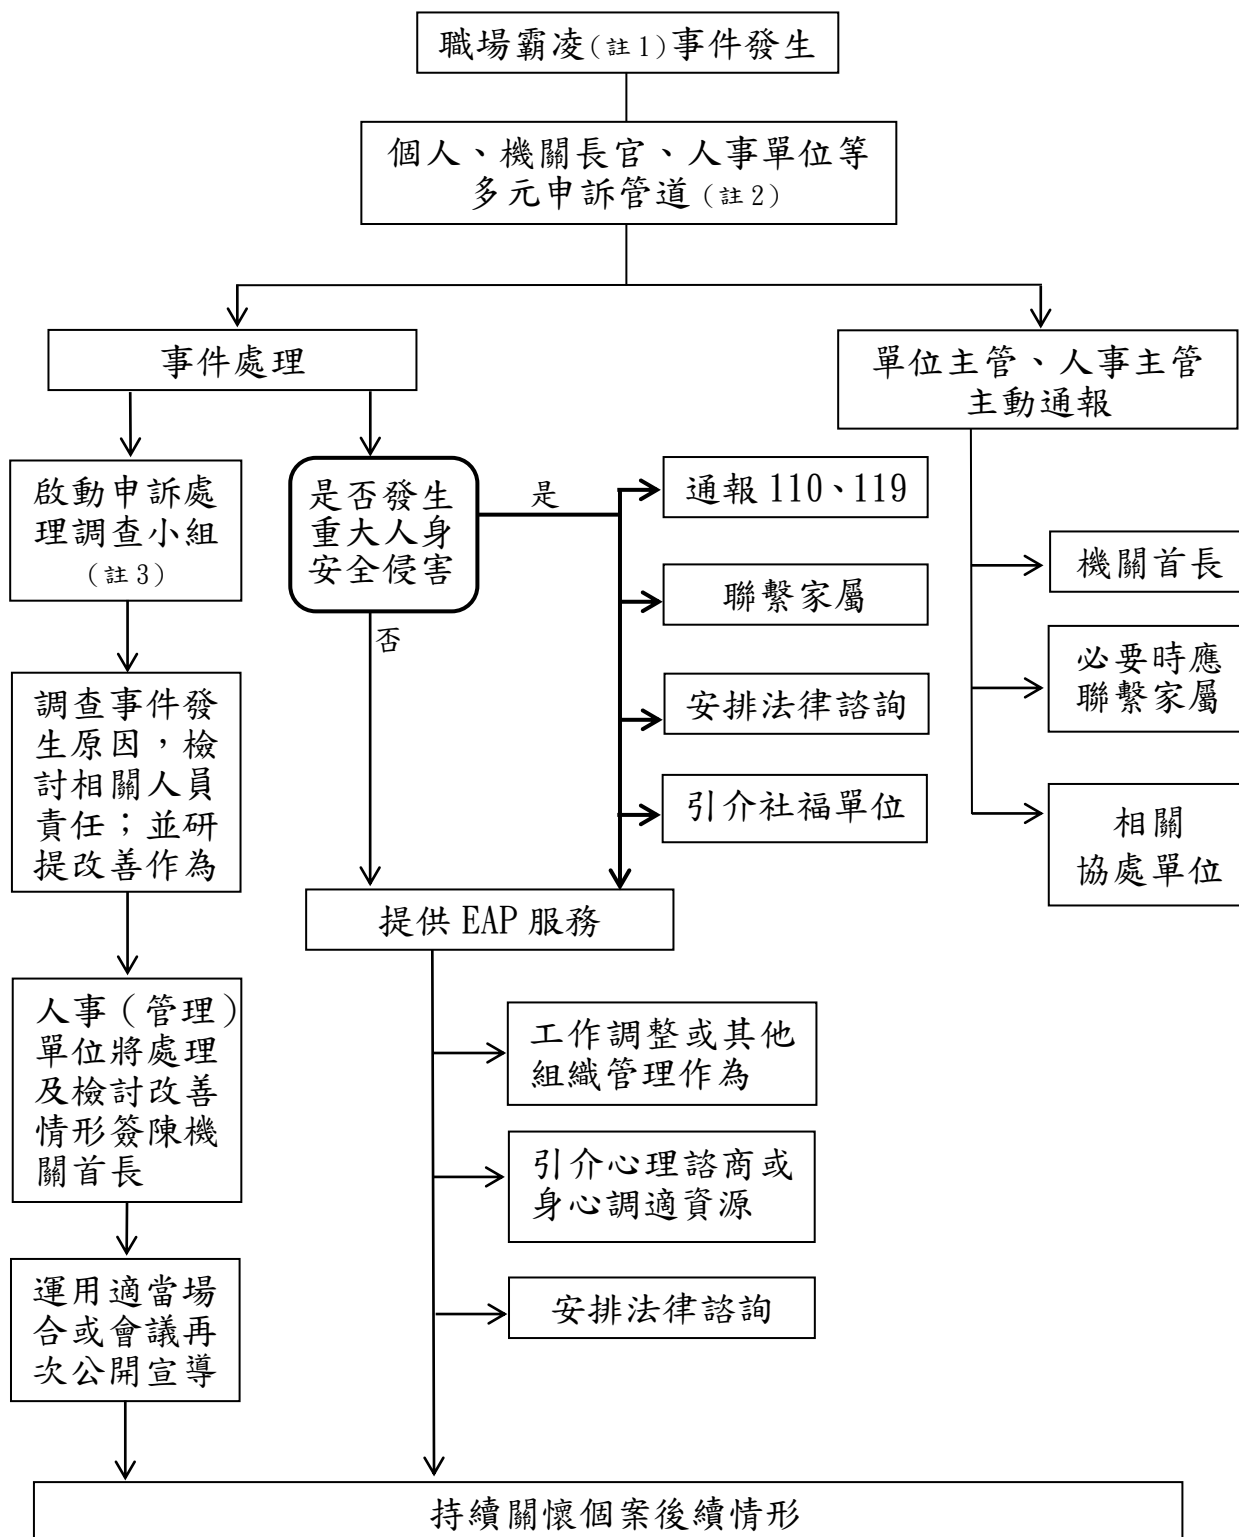 職場霸凌(註1)事件發生
個人、機關長官、人事單位等
多元申訴管道(註2)
事件處理
單位主管、人事主管
主動通報
啟動申訴處
理調查小組
(註3)
是否發生
重大人身
安全侵害
是
否
通報 110、119
聯繫家屬
安排法律諮詢
引介社福單位
機關首長
必要時應
聯繫家屬
相關
協處單位
調查事件發
生原因，檢
討相關人員
責任；並研
提改善作為
提供 EAP 服務
人事（管理）
單位將處理
及檢討改善
情形簽陳機
關首長
工作調整或其他
組織管理作為
引介心理諮商或
身心調適資源
安排法律諮詢
運用適當場
合或會議再
次公開宣導
持續關懷個案後續情形